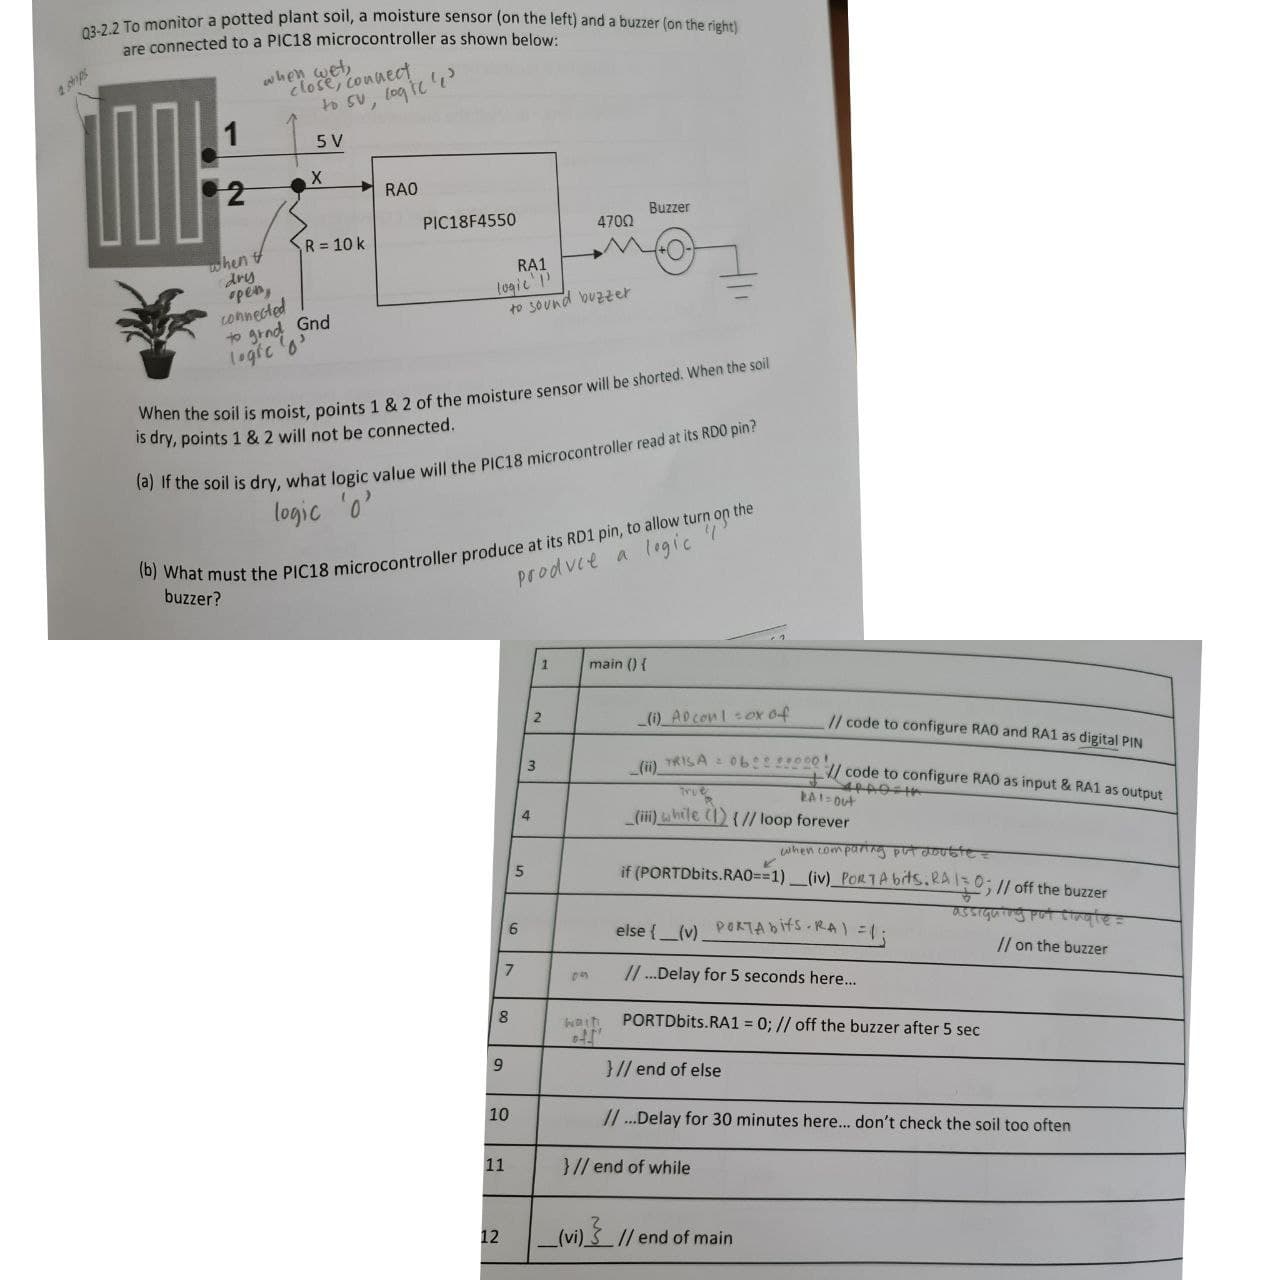 Q3-2.2 To monitor a potted plant soil, a moisture sensor (on the left) and a buzzer (on the right)
are connected to a PIC18 microcontroller as shown below:
2 strips
when wet,
close, connect
to 5V, logic '1'
1
5 V
2
X
RA0
PIC18F4550
470Ω
Buzzer
+
-
R = 10 k
RA1
logic '1'
to sound buzzer
when
dry
open,
connected
to grnd
logic '0'
Gnd
When the soil is moist, points 1 & 2 of the moisture sensor will be shorted. When the soil
is dry, points 1 & 2 will not be connected.
(a) If the soil is dry, what logic value will the PIC18 microcontroller read at its RD0 pin?
logic '0'
(b) What must the PIC18 microcontroller produce at its RD1 pin, to allow turn on the
buzzer?
produce a logic '1'
1 main () {
2 _(i) ADcon1 = 0x0f // code to configure RA0 and RA1 as digital PIN
3 _(ii) TRISA = 0b00000001 // code to configure RA0 as input & RA1 as output
RA1=out
RA0=in
True
4 _(iii) while (1) { // loop forever
when comparing put double =
5 if (PORTDbits.RA0==1) __(iv) PORTAbits.RA1=0; // off the buzzer
assigning put single =
6 else { __(v) PORTAbits.RA1 =1; // on the buzzer
7 on // ...Delay for 5 seconds here...
8 wait off PORTDbits.RA1 = 0; // off the buzzer after 5 sec
9 } // end of else
10 // ...Delay for 30 minutes here... don't check the soil too often
11 } // end of while
12 __(vi) } // end of main